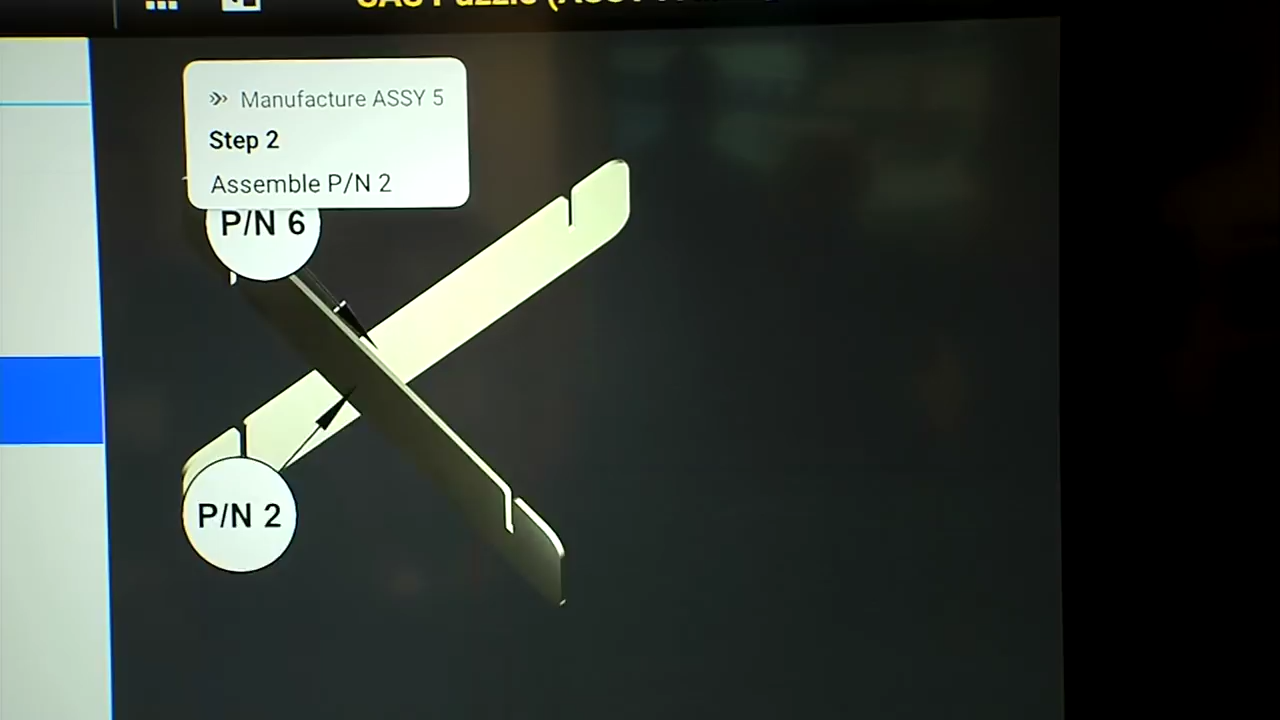 Manufacture ASSY 5
Step 2
Assemble P/N 2
P/N 6
P/N 2